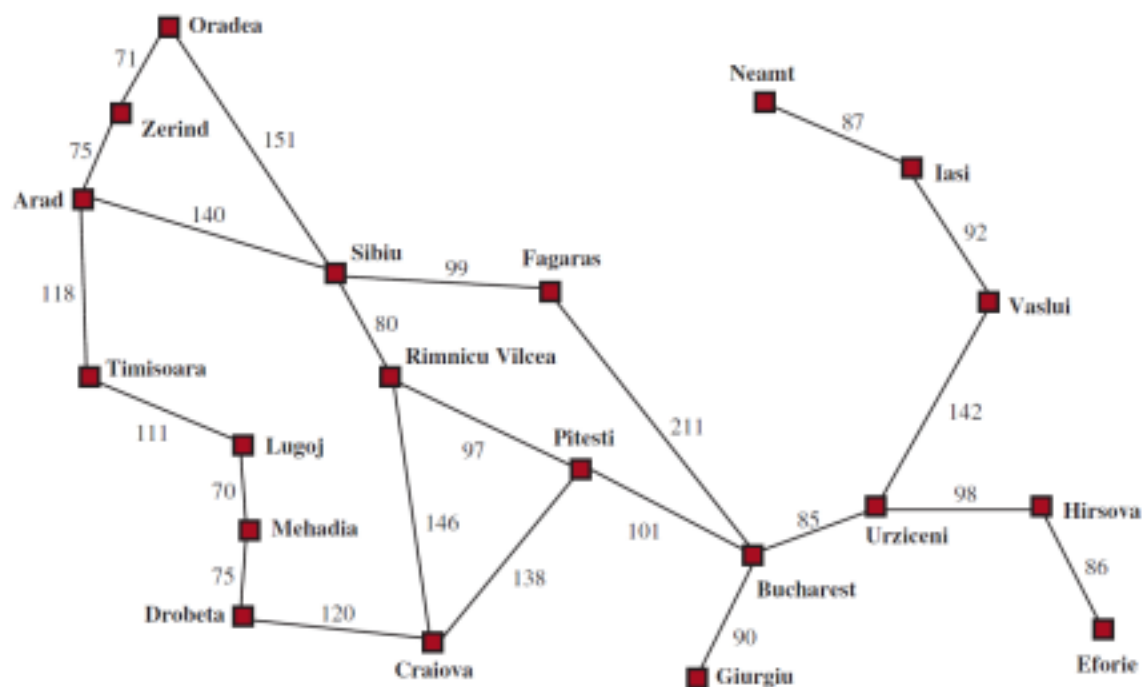 Oradea
71
Neamt
87
Zerind
151
75
Iasi
Arad
140
92
Sibiu
Fagaras
99
118
Vaslui
80
Timisoara
Rimnicu Vilcea
142
111
211
Lugoj
97
Pitesti
70
98
Hirsova
146
85
Mehadia
101
Urziceni
86
75
138
Bucharest
Drobeta
120
90
Eforie
Craiova
Giurgiu